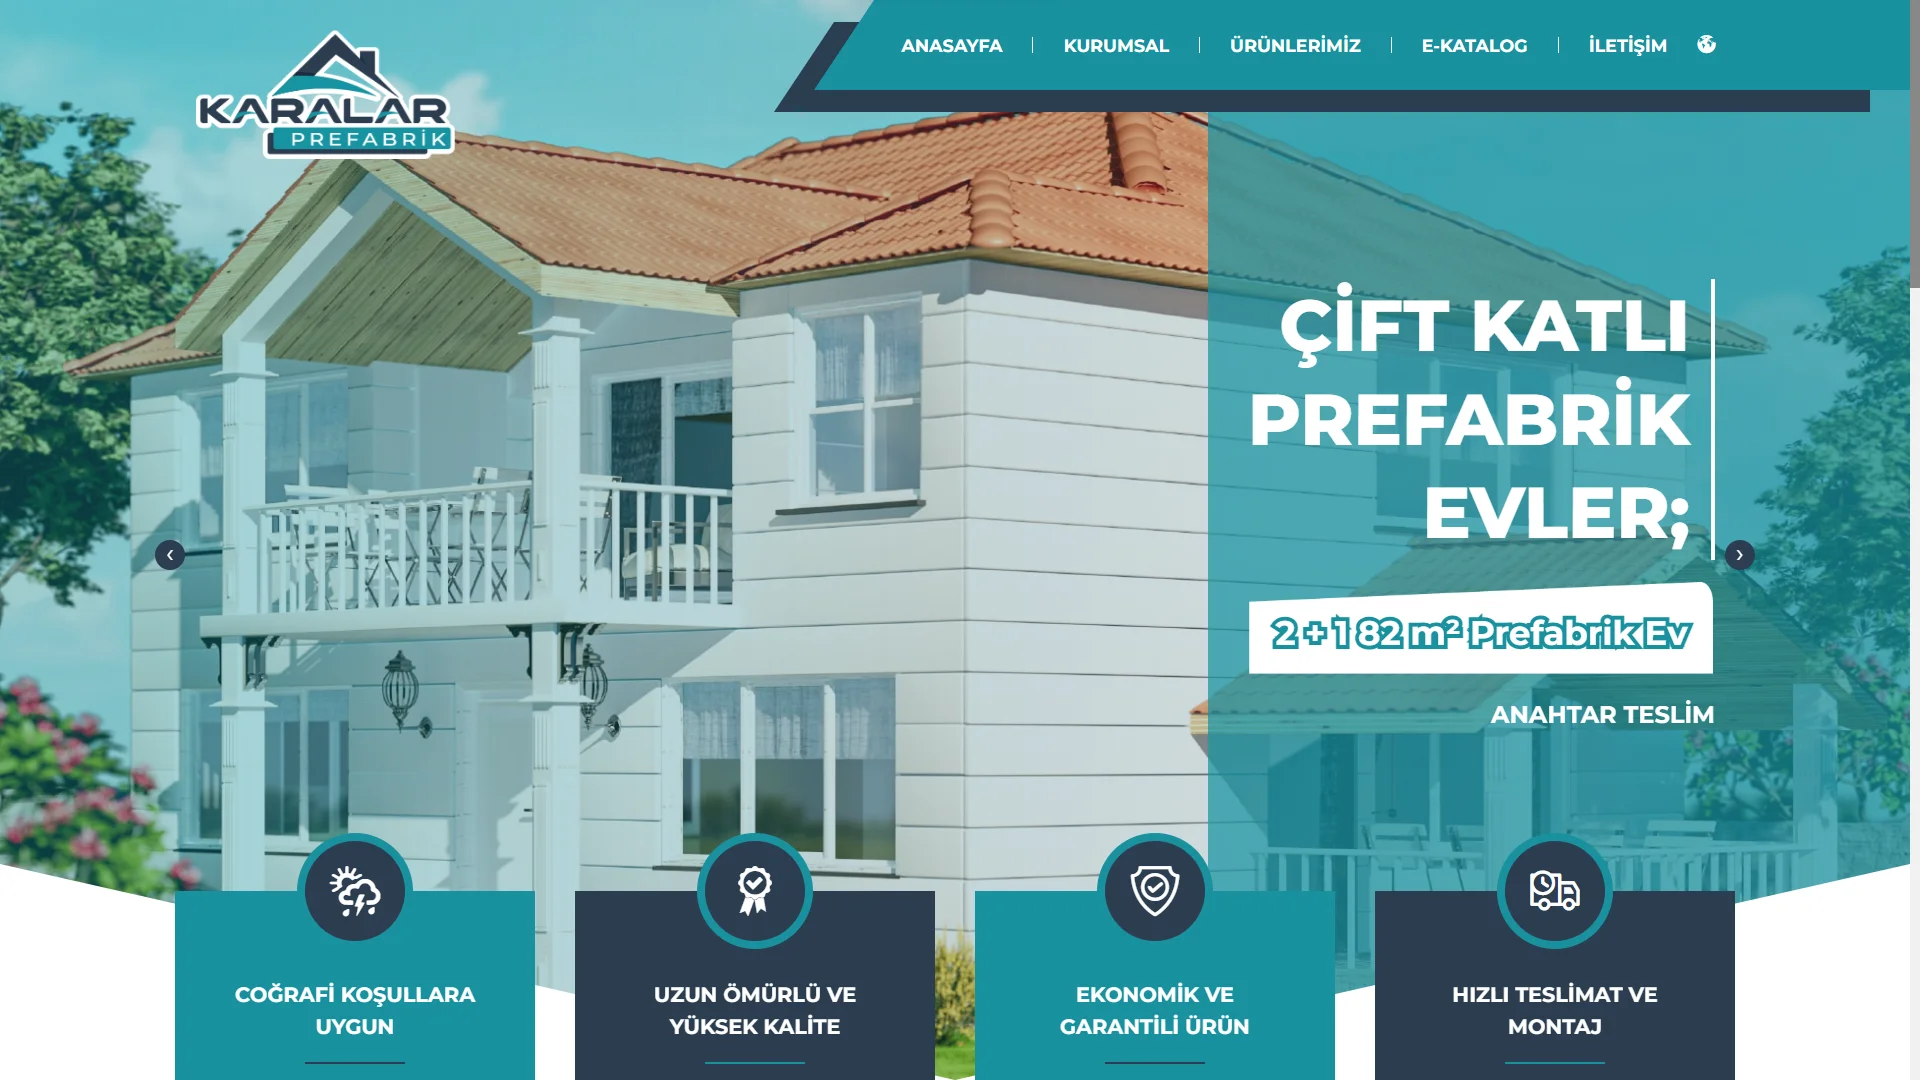 KARALAR
PREFABRİK
ANASAYFA
KURUMSAL
ÜRÜNLERİMİZ
E-KATALOG
İLETİŞİM
ÇİFT KATLI
PREFABRİK
EVLER;
2 + 1 82 m² Prefabrik Ev
ANAHTAR TESLİM
COĞRAFİ KOŞULLARA
UYGUN
UZUN ÖMÜRLÜ VE
YÜKSEK KALİTE
EKONOMİK VE
GARANTİLİ ÜRÜN
HIZLI TESLİMAT VE
MONTAJ